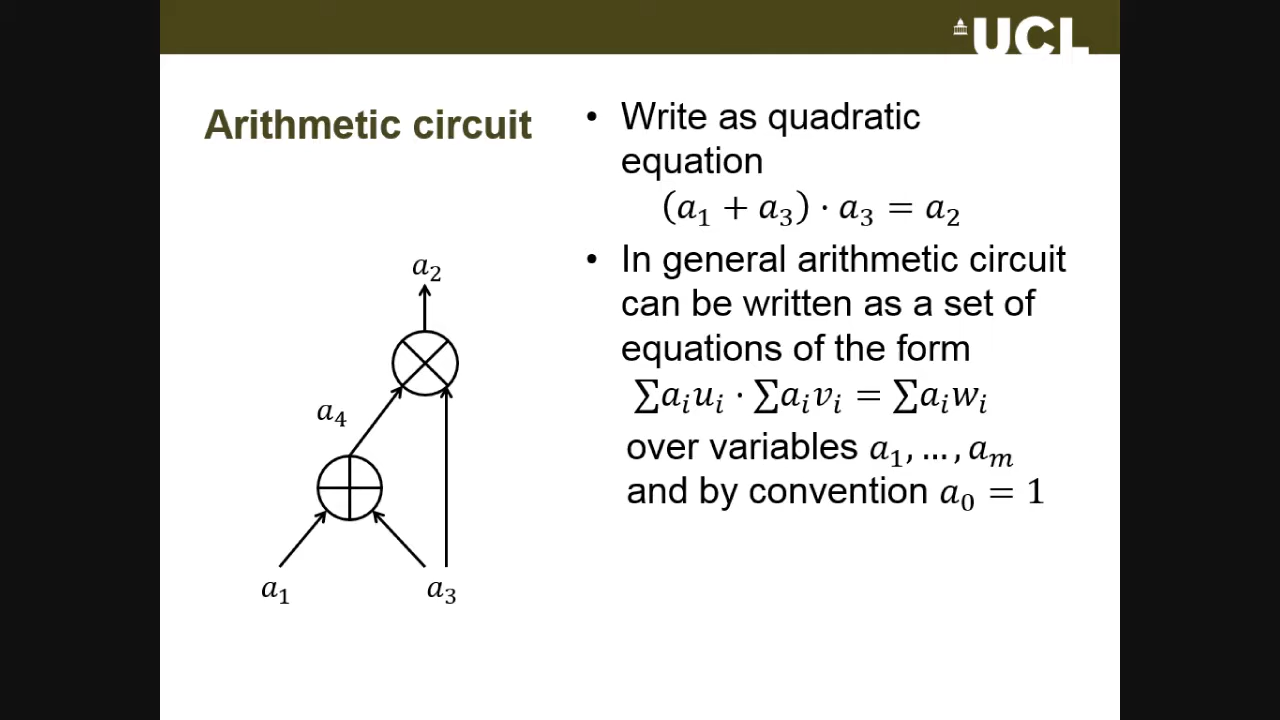 UCL
Arithmetic circuit
• Write as quadratic
equation
(a₁ + a₃) · a₃ = a₂
• In general arithmetic circuit
can be written as a set of
equations of the form
∑aᵢuᵢ · ∑aᵢvᵢ = ∑aᵢwᵢ
over variables a₁, … , aₘ
and by convention a₀ = 1
a₂
a₄
a₁
a₃